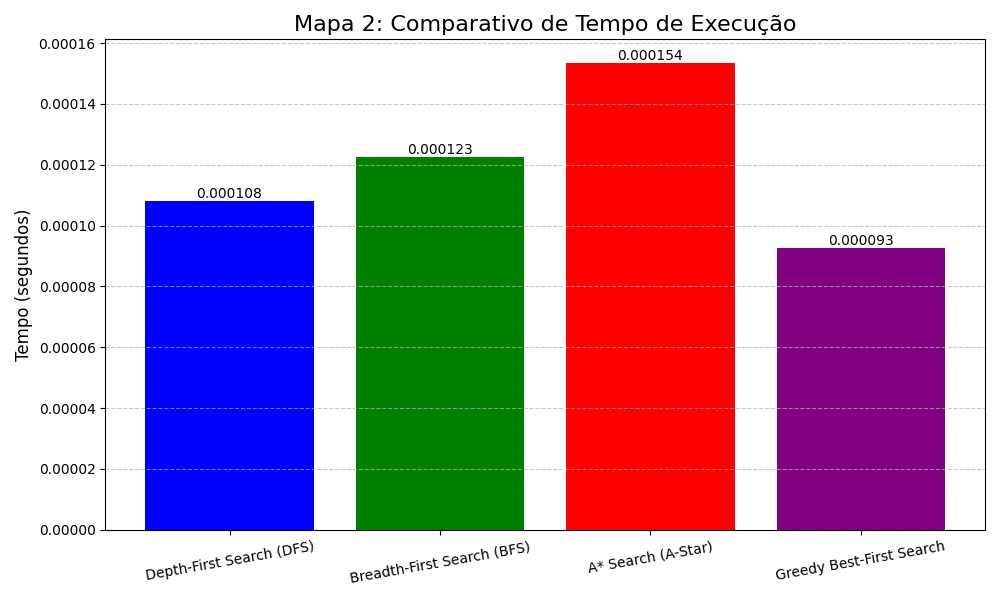 Mapa 2: Comparativo de Tempo de Execução
Tempo (segundos)
0.00016
0.00014
0.00012
0.00010
0.00008
0.00006
0.00004
0.00002
0.00000
0.000108
0.000123
0.000154
0.000093
Depth-First Search (DFS)
Breadth-First Search (BFS)
A* Search (A-Star)
Greedy Best-First Search